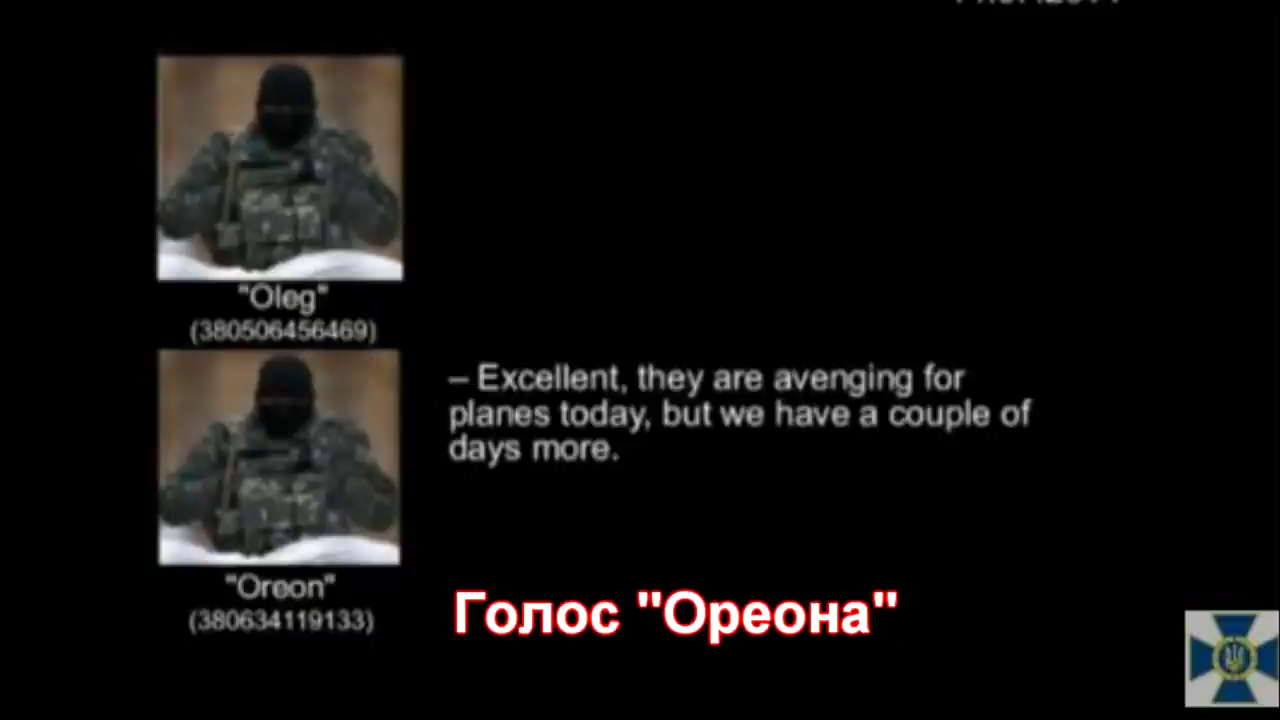 "Oleg"
(380506456469)
– Excellent, they are avenging for
planes today, but we have a couple of
days more.
"Oreon"
(380634119133)
Голос "Ореона"